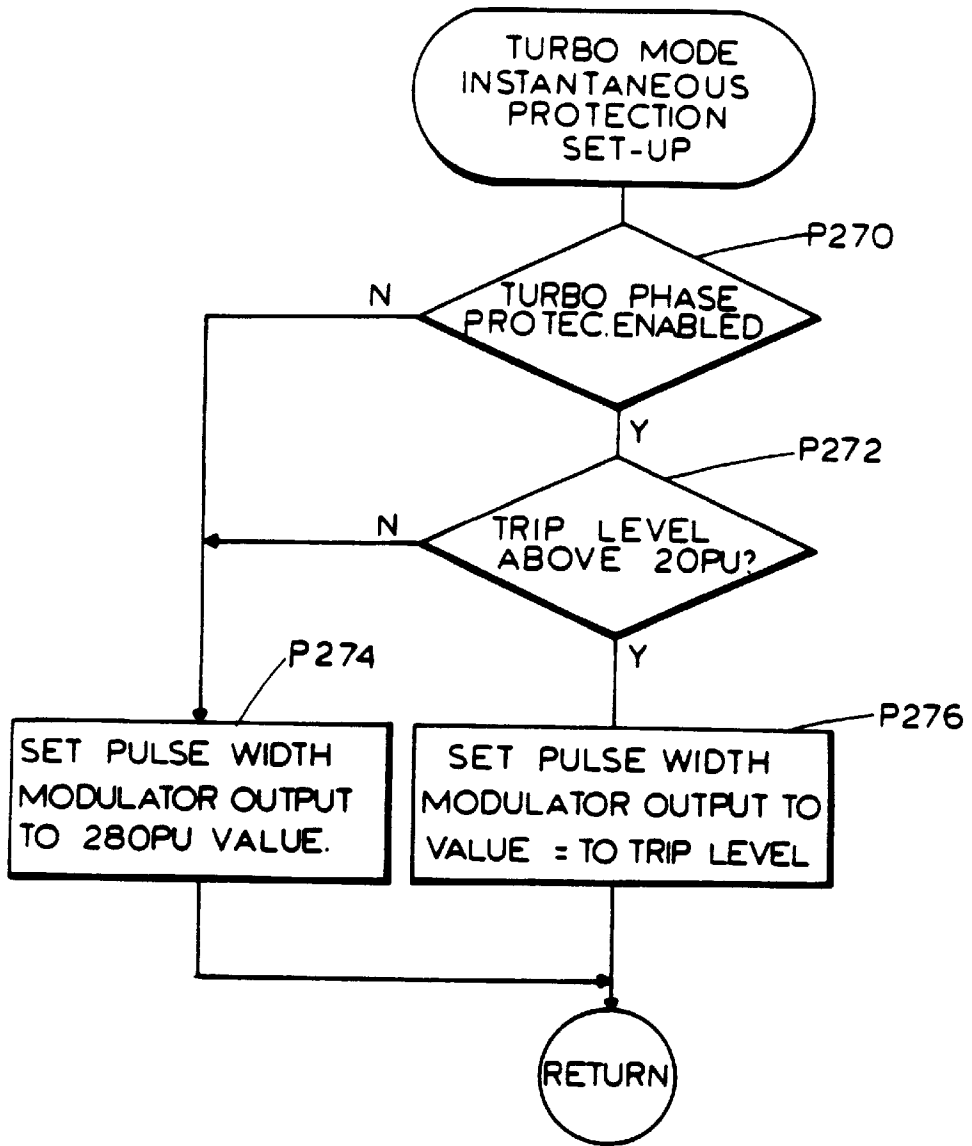 TURBO MODE
INSTANTANEOUS
PROTECTION
SET-UP
P270
N
TURBO PHASE
PROTEC.ENABLED
Y
P272
N
TRIP LEVEL
ABOVE 20PU?
Y
P274
SET PULSE WIDTH
MODULATOR OUTPUT
TO 280PU VALUE.
P276
SET PULSE WIDTH
MODULATOR OUTPUT TO
VALUE = TO TRIP LEVEL
RETURN